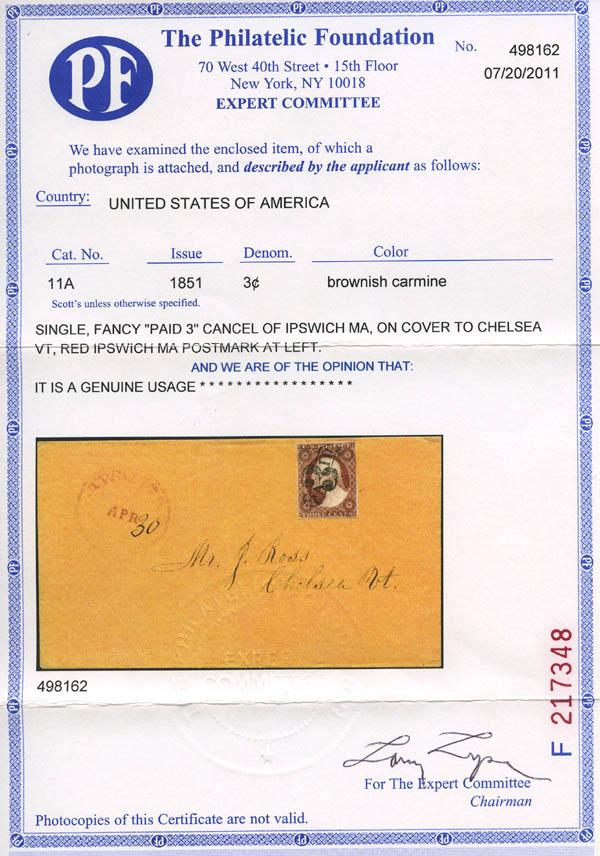 PF
The Philatelic Foundation
70 West 40th Street • 15th Floor
New York, NY 10018
EXPERT COMMITTEE
No. 498162
07/20/2011
We have examined the enclosed item, of which a
photograph is attached, and described by the applicant as follows:
Country: UNITED STATES OF AMERICA
Cat. No. Issue Denom. Color
11A 1851 3¢ brownish carmine
Scott's unless otherwise specified.
SINGLE, FANCY "PAID 3" CANCEL OF IPSWICH MA, ON COVER TO CHELSEA
VT, RED IPSWICH MA POSTMARK AT LEFT.
AND WE ARE OF THE OPINION THAT:
IT IS A GENUINE USAGE * * * * * * * * * * * * * * * * *
U.S. POSTAGE
THREE CENTS
APR
30
Mr. J. Ross
Chelsea Vt.
498162
F 217348
For The Expert Committee
Chairman
Photocopies of this Certificate are not valid.